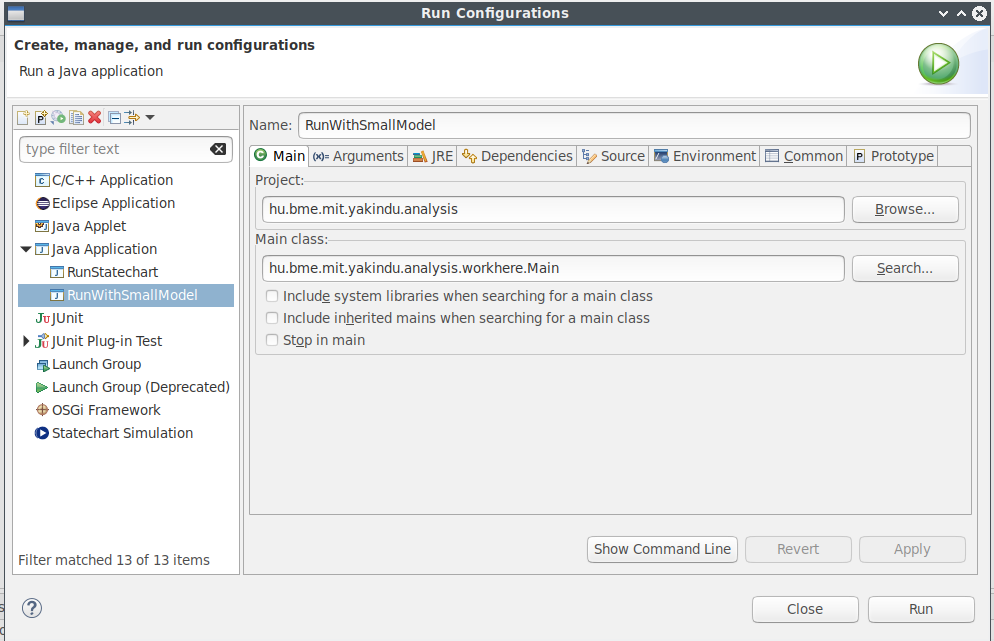 Run Configurations
Create, manage, and run configurations
Run a Java application
type filter text
C/C++ Application
Eclipse Application
Java Applet
Java Application
RunStatechart
RunWithSmallModel
JUnit
JUnit Plug-in Test
Launch Group
Launch Group (Deprecated)
OSGi Framework
Statechart Simulation
Filter matched 13 of 13 items
Name: RunWithSmallModel
Main (x)= Arguments JRE Dependencies Source Environment Common Prototype
Project:
hu.bme.mit.yakindu.analysis Browse...
Main class:
hu.bme.mit.yakindu.analysis.workhere.Main Search...
Include system libraries when searching for a main class
Include inherited mains when searching for a main class
Stop in main
Show Command Line Revert Apply
Close Run